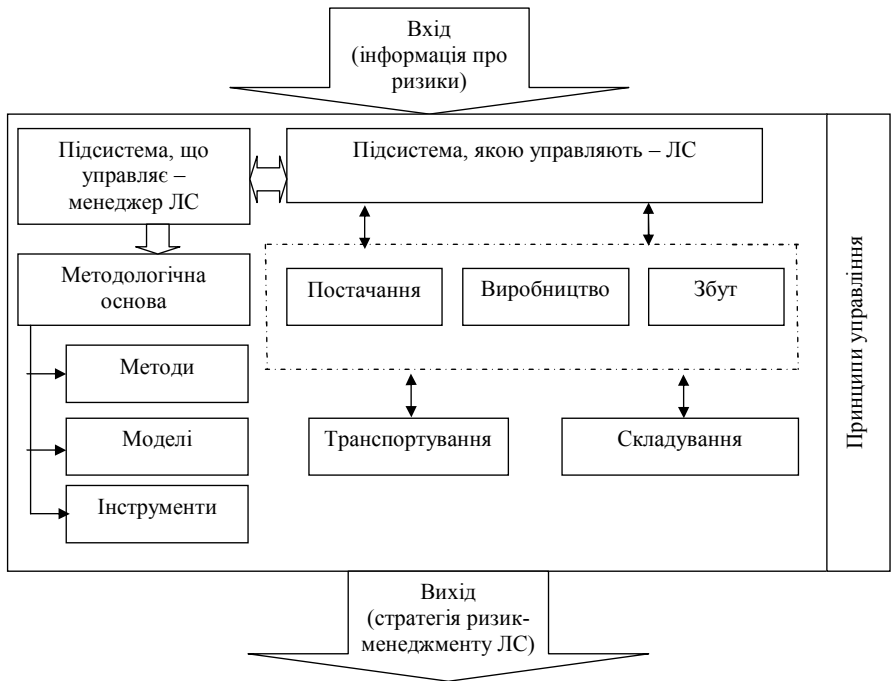 Вхід
(інформація про
ризики)
Підсистема, що
управляє –
менеджер ЛС
Підсистема, якою управляють – ЛС
Методологічна
основа
Постачання
Виробництво
Збут
Методи
Моделі
Інструменти
Транспортування
Складування
Принципи управління
Вихід
(стратегія ризик-
менеджменту ЛС)